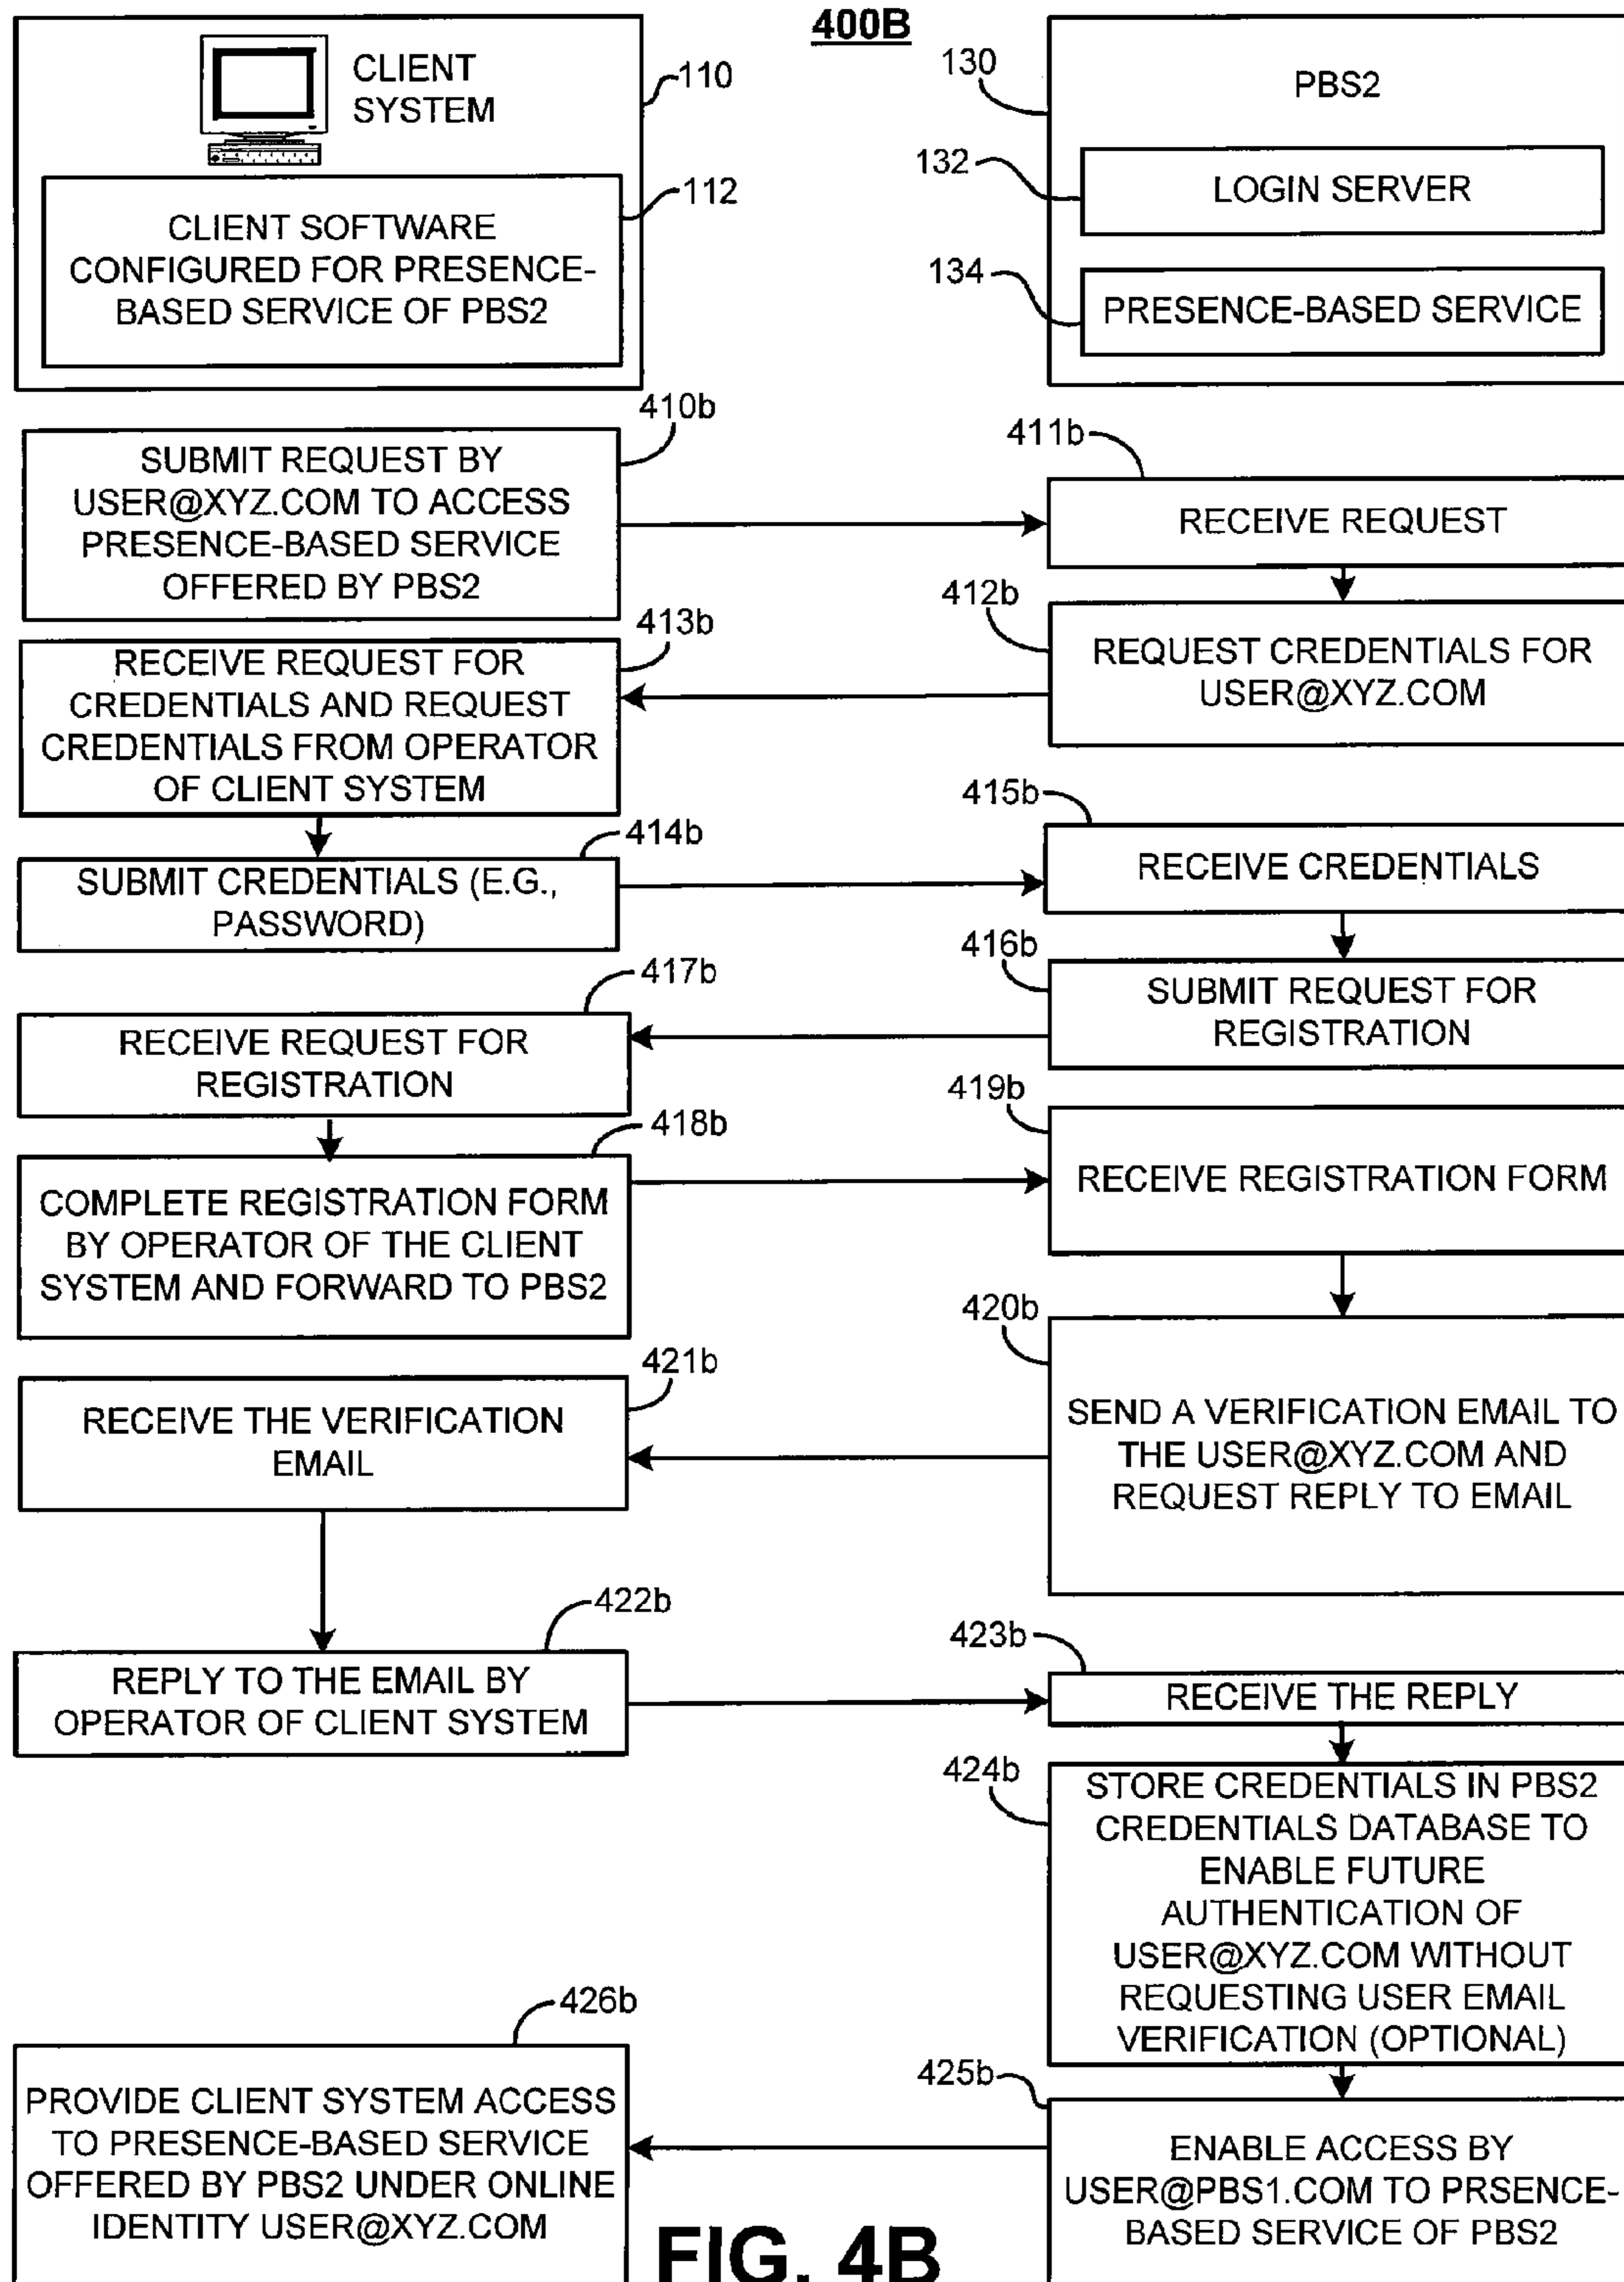 400B
CLIENT
SYSTEM
110
112
CLIENT SOFTWARE
CONFIGURED FOR PRESENCE-
BASED SERVICE OF PBS2
130
PBS2
132
LOGIN SERVER
134
PRESENCE-BASED SERVICE
410b
SUBMIT REQUEST BY
USER@XYZ.COM TO ACCESS
PRESENCE-BASED SERVICE
OFFERED BY PBS2
411b
RECEIVE REQUEST
412b
REQUEST CREDENTIALS FOR
USER@XYZ.COM
413b
RECEIVE REQUEST FOR
CREDENTIALS AND REQUEST
CREDENTIALS FROM OPERATOR
OF CLIENT SYSTEM
414b
SUBMIT CREDENTIALS (E.G.,
PASSWORD)
415b
RECEIVE CREDENTIALS
416b
SUBMIT REQUEST FOR
REGISTRATION
417b
RECEIVE REQUEST FOR
REGISTRATION
418b
COMPLETE REGISTRATION FORM
BY OPERATOR OF THE CLIENT
SYSTEM AND FORWARD TO PBS2
419b
RECEIVE REGISTRATION FORM
420b
SEND A VERIFICATION EMAIL TO
THE USER@XYZ.COM AND
REQUEST REPLY TO EMAIL
421b
RECEIVE THE VERIFICATION
EMAIL
422b
REPLY TO THE EMAIL BY
OPERATOR OF CLIENT SYSTEM
423b
RECEIVE THE REPLY
424b
STORE CREDENTIALS IN PBS2
CREDENTIALS DATABASE TO
ENABLE FUTURE
AUTHENTICATION OF
USER@XYZ.COM WITHOUT
REQUESTING USER EMAIL
VERIFICATION (OPTIONAL)
425b
ENABLE ACCESS BY
USER@PBS1.COM TO PRSENCE-
BASED SERVICE OF PBS2
426b
PROVIDE CLIENT SYSTEM ACCESS
TO PRESENCE-BASED SERVICE
OFFERED BY PBS2 UNDER ONLINE
IDENTITY USER@XYZ.COM
FIG. 4B